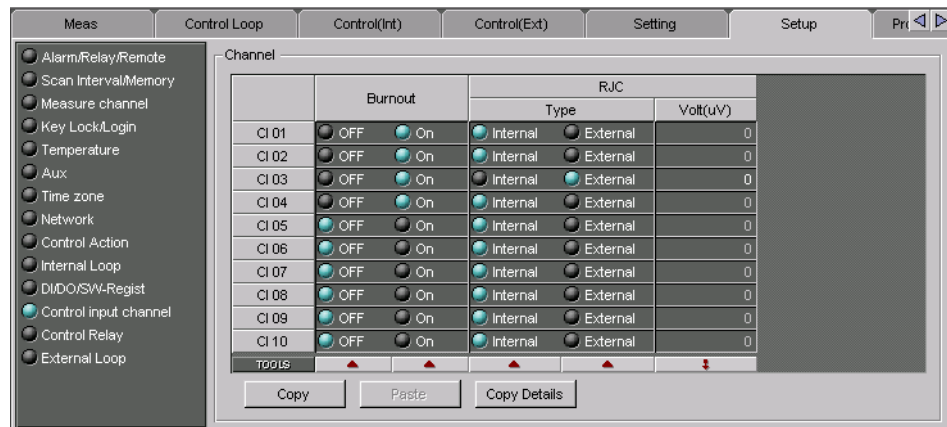 Meas Control Loop Control(Int) Control(Ext) Setting Setup
Alarm/Relay/Remote
Scan Interval/Memory
Measure channel
Key Lock/Login
Temperature
Aux
Time zone
Network
Control Action
Internal Loop
DI/DO/SW-Regist
Control input channel
Control Relay
External Loop
Channel
Burnout RJC
Type Volt(uV)
CI 01 OFF On Internal External 0
CI 02 OFF On Internal External 0
CI 03 OFF On Internal External 0
CI 04 OFF On Internal External 0
CI 05 OFF On Internal External 0
CI 06 OFF On Internal External 0
CI 07 OFF On Internal External 0
CI 08 OFF On Internal External 0
CI 09 OFF On Internal External 0
CI 10 OFF On Internal External 0
TOOLS
Copy Paste Copy Details